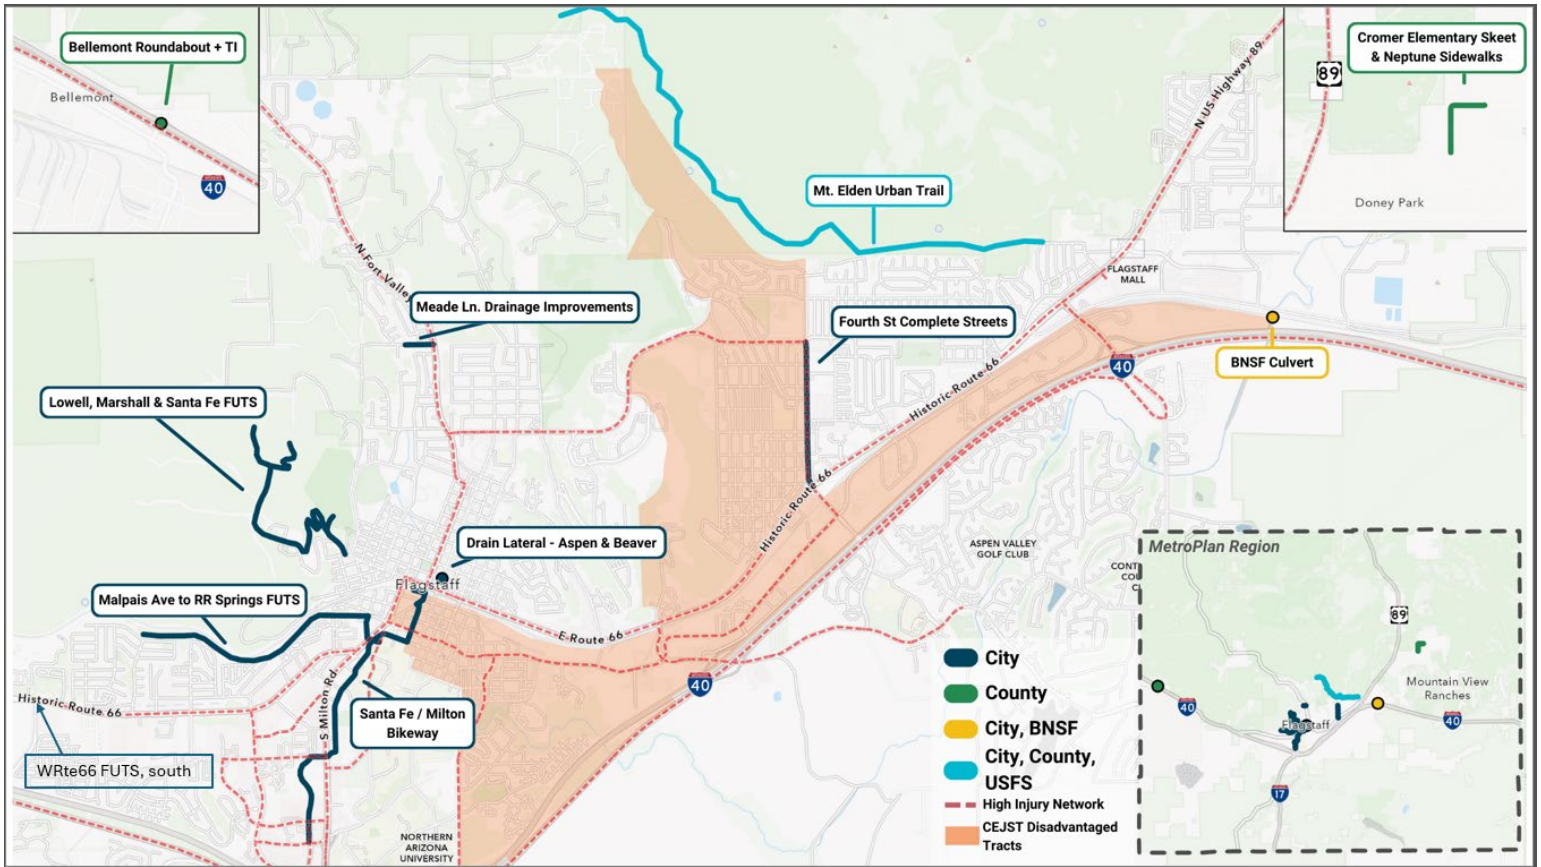 Bellemont Roundabout + TI
Bellemont
40
N US Highway 89
89
Cromer Elementary Skeet
& Neptune Sidewalks
Doney Park
Mt. Elden Urban Trail
N Fort Valle
FLAGSTAFF
MALL
Meade Ln. Drainage Improvements
Fourth St Complete Streets
BNSF Culvert
40
Historic Route 66
Lowell, Marshall & Santa Fe FUTS
Historic Route 66
Drain Lateral - Aspen & Beaver
Flagstaff
ASPEN VALLEY
GOLF CLUB
CONT
COU
C
Malpais Ave to RR Springs FUTS
E Route 66
40
S Milton Rd
Historic Route 66
Santa Fe / Milton
Bikeway
WRte66 FUTS, south
NORTHERN
ARIZONA
UNIVERSITY
City
County
City, BNSF
City, County,
USFS
High Injury Network
CEJST Disadvantaged
Tracts
MetroPlan Region
89
Mountain View
Ranches
40
Flagstaff
40
17